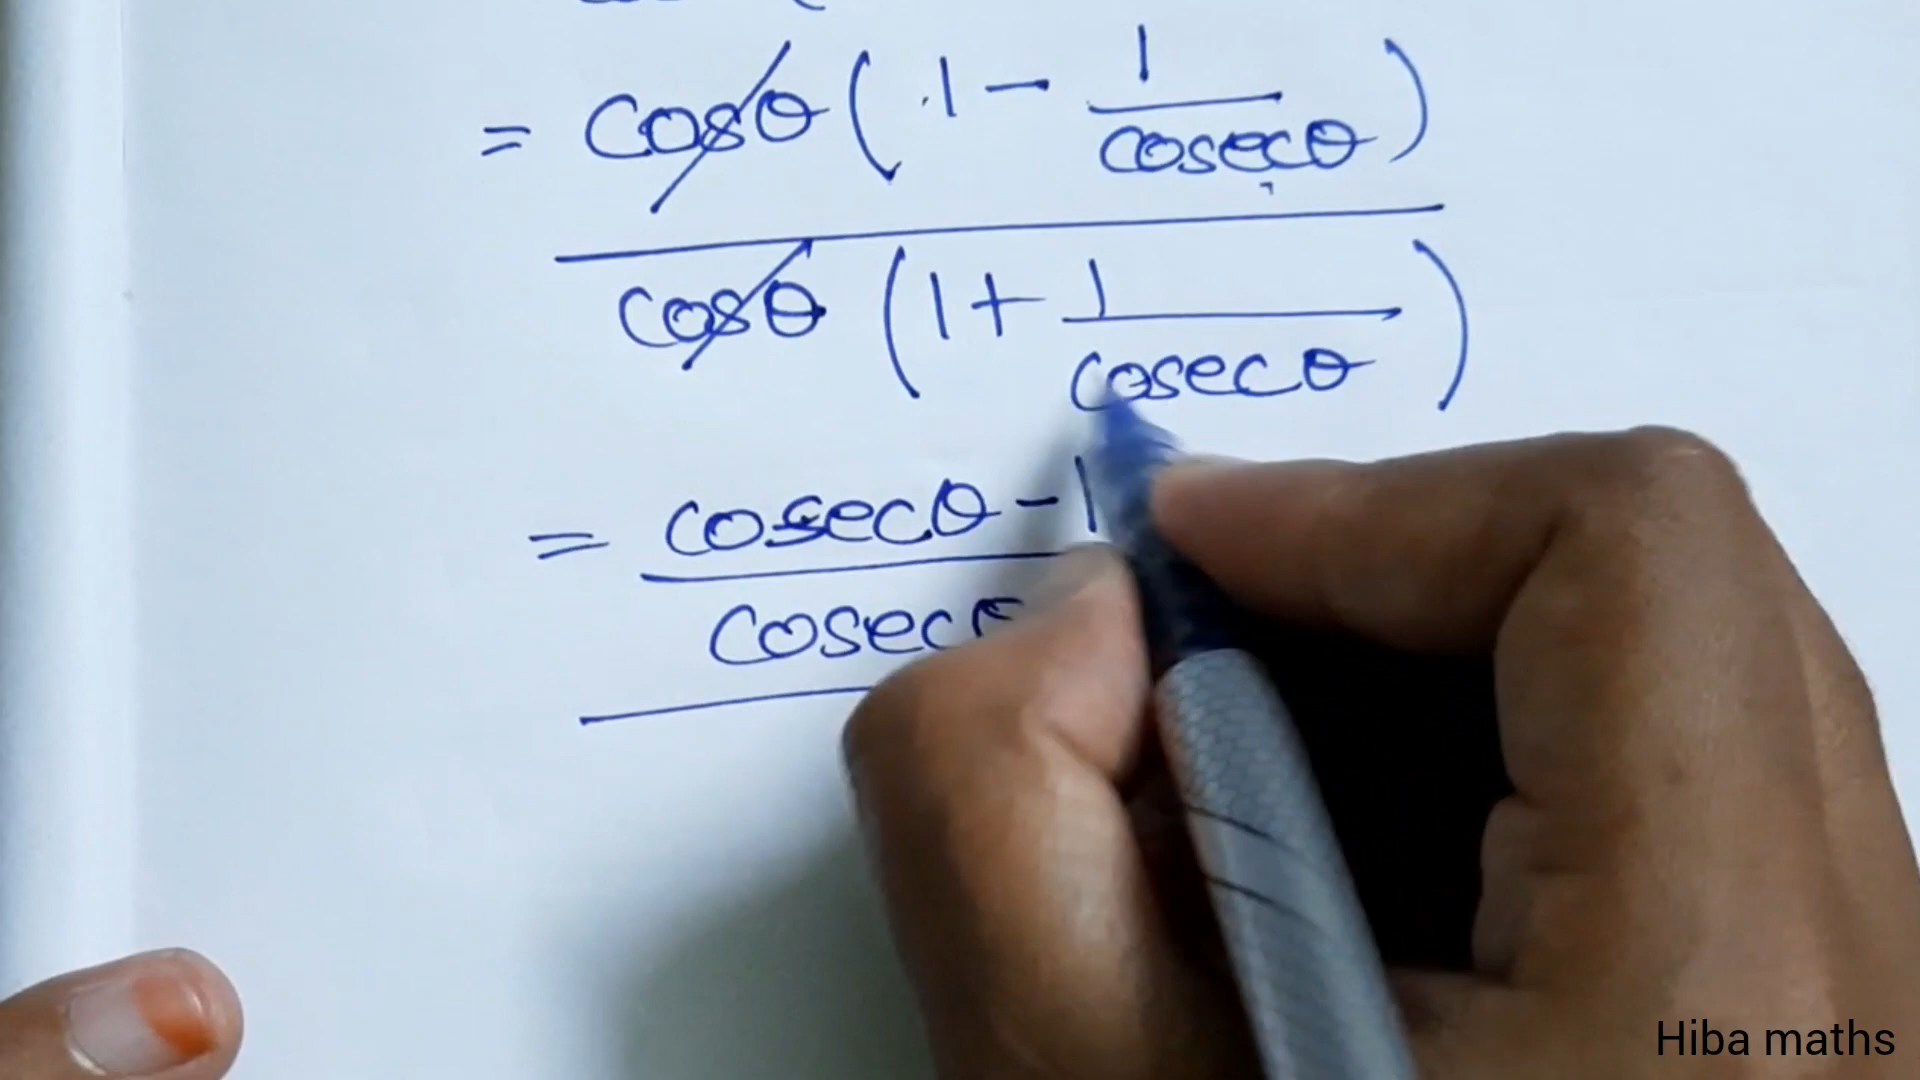 = cosθ ( 1 - 1
cosecθ )
cosθ ( 1 + 1
cosecθ )
= cosecθ - 1
cosec
Hiba maths